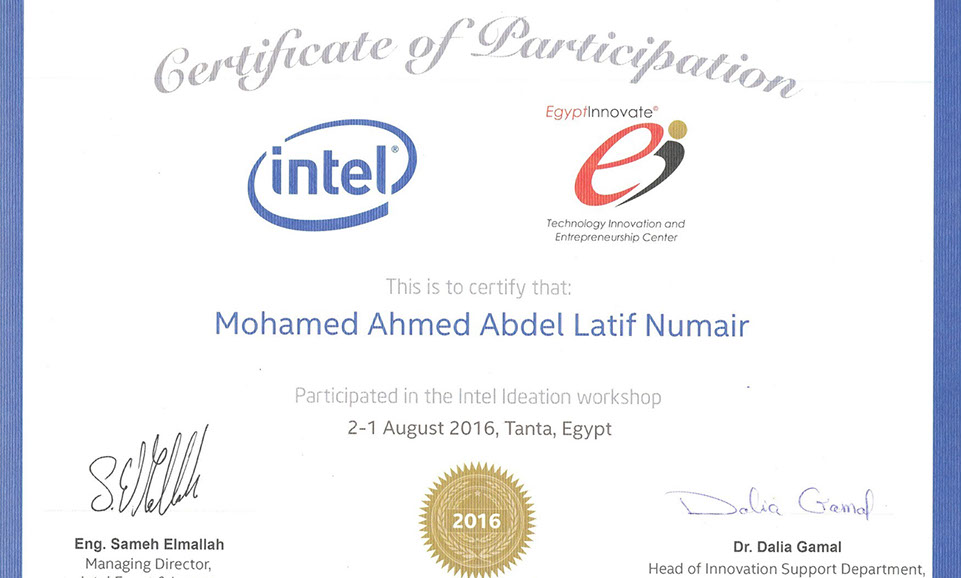 Certificate of Participation
intel®
EgyptInnovate®
ei
Technology Innovation and
Entrepreneurship Center
This is to certify that:
Mohamed Ahmed Abdel Latif Numair
Participated in the Intel Ideation workshop
2-1 August 2016, Tanta, Egypt
S. Elmallah
Dalia Gamal
2016
Eng. Sameh Elmallah
Managing Director,
Dr. Dalia Gamal
Head of Innovation Support Department,